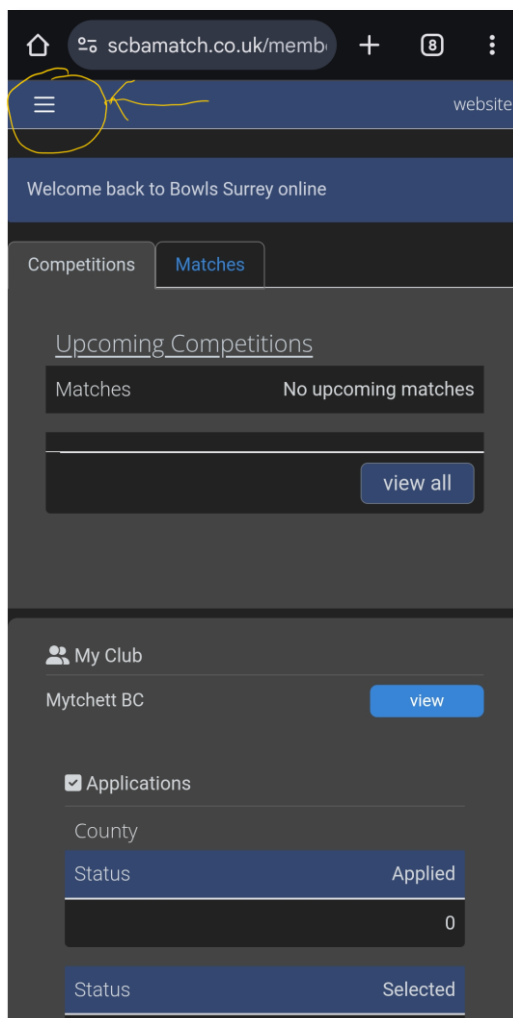 scbamatch.co.uk/memb
8
website
Welcome back to Bowls Surrey online
Competitions Matches
Upcoming Competitions
Matches No upcoming matches
view all
My Club
Mytchett BC view
Applications
County
Status Applied
0
Status Selected